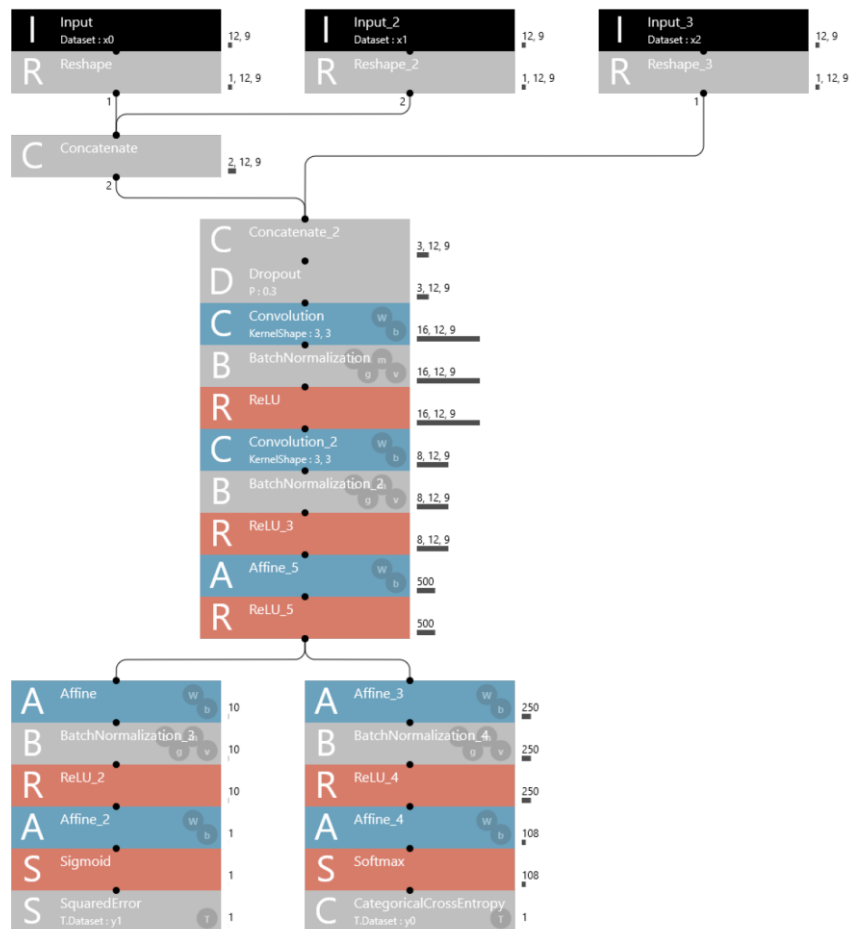 I Input
Dataset : x0
12, 9
I Input_2
Dataset : x1
12, 9
I Input_3
Dataset : x2
12, 9
R Reshape
1, 12, 9
R Reshape_2
1, 12, 9
R Reshape_3
1, 12, 9
1
2
1
C Concatenate
2, 12, 9
2
C Concatenate_2
3, 12, 9
D Dropout
P : 0.3
3, 12, 9
C Convolution
KernelShape : 3, 3
W b
16, 12, 9
B BatchNormalization
m g v
16, 12, 9
R ReLU
16, 12, 9
C Convolution_2
KernelShape : 3, 3
W b
8, 12, 9
B BatchNormalization_2
g v
8, 12, 9
R ReLU_3
8, 12, 9
A Affine_5
W b
500
R ReLU_5
500
A Affine
W b
10
A Affine_3
W b
250
B BatchNormalization_3
g v
10
B BatchNormalization_4
g v
250
R ReLU_2
10
R ReLU_4
250
A Affine_2
W b
1
A Affine_4
W b
108
S Sigmoid
1
S Softmax
108
S SquaredError
T.Dataset : y1
T
1
C CategoricalCrossEntropy
T.Dataset : y0
T
1